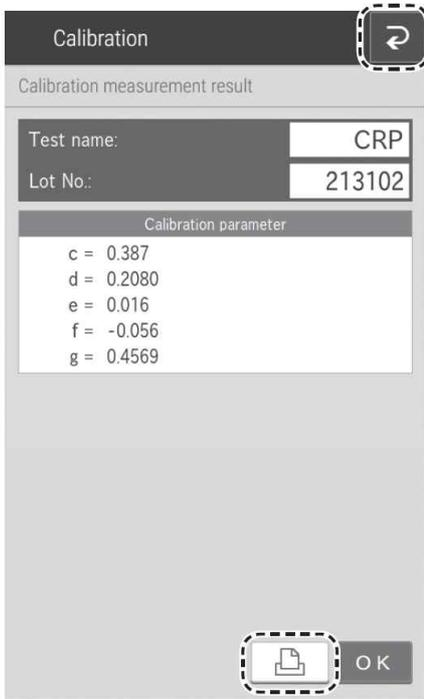 Calibration
Calibration measurement result
Test name: CRP
Lot No.: 213102
Calibration parameter
c = 0.387
d = 0.2080
e = 0.016
f = -0.056
g = 0.4569
OK